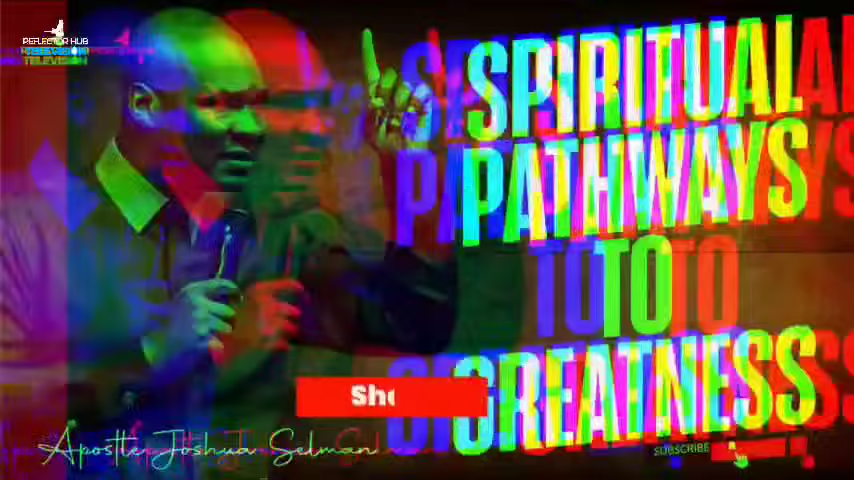 REFLECTOR HUB
TELEVISION
SPIRITUAL
PATHWAYS
TO
GREATNESS
Sh
Apostle Joshua Selman
SUBSCRIBE